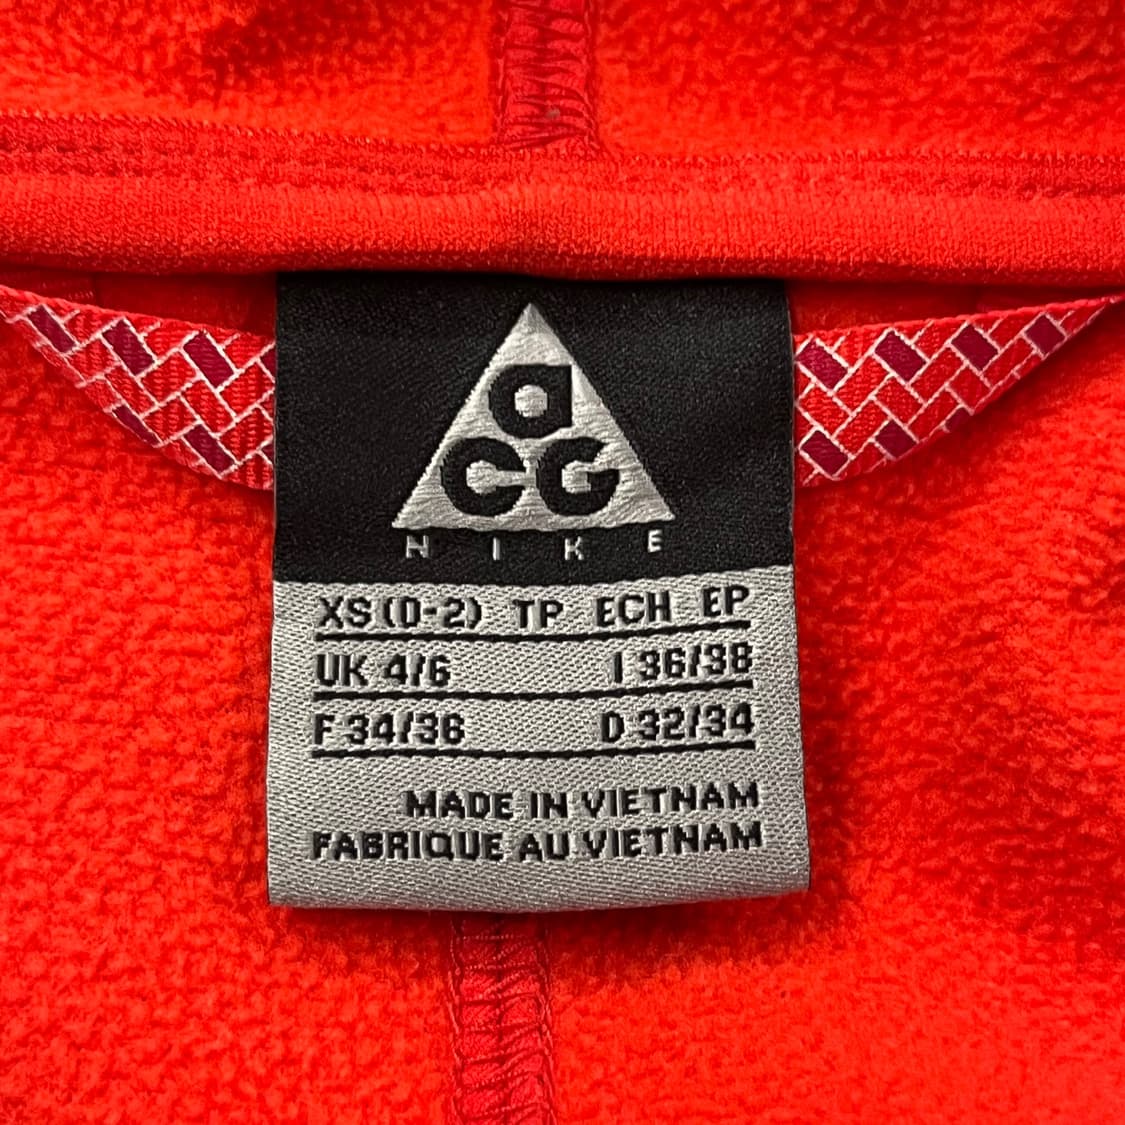 a
CG
NIKE
XS (0-2) TP ECH EP
UK 4/6 I 36/38
F 34/36 D 32/34
MADE IN VIETNAM
FABRIQUE AU VIETNAM